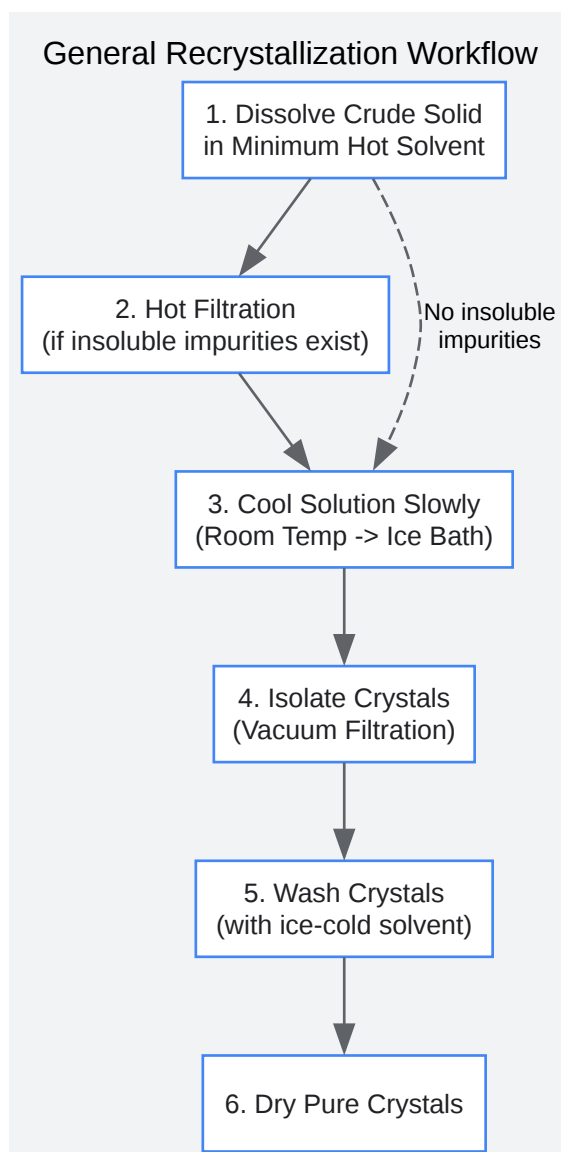 General Recrystallization Workflow
1. Dissolve Crude Solid
in Minimum Hot Solvent
2. Hot Filtration
(if insoluble impurities exist)
No insoluble
impurities
3. Cool Solution Slowly
(Room Temp -> Ice Bath)
4. Isolate Crystals
(Vacuum Filtration)
5. Wash Crystals
(with ice-cold solvent)
6. Dry Pure Crystals